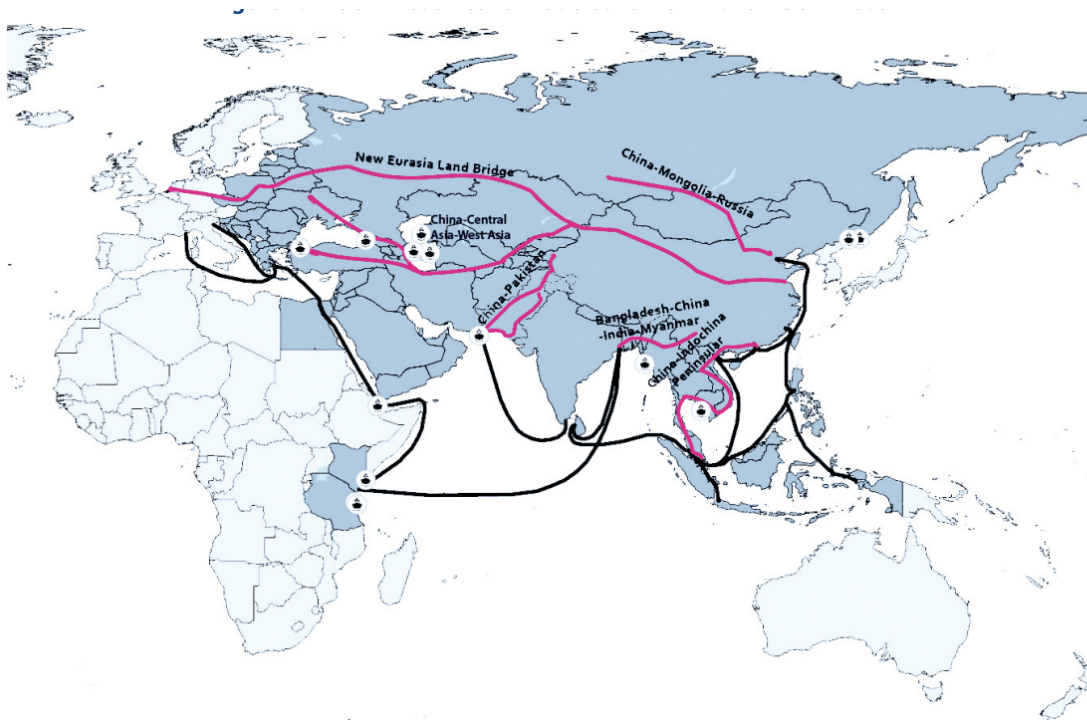 New Eurasia Land Bridge
China-Mongolia-Russia
China-Central
Asia-West Asia
China-Pakistan
Bangladesh-China
-India-Myanmar
China-Indochina
Peninsular